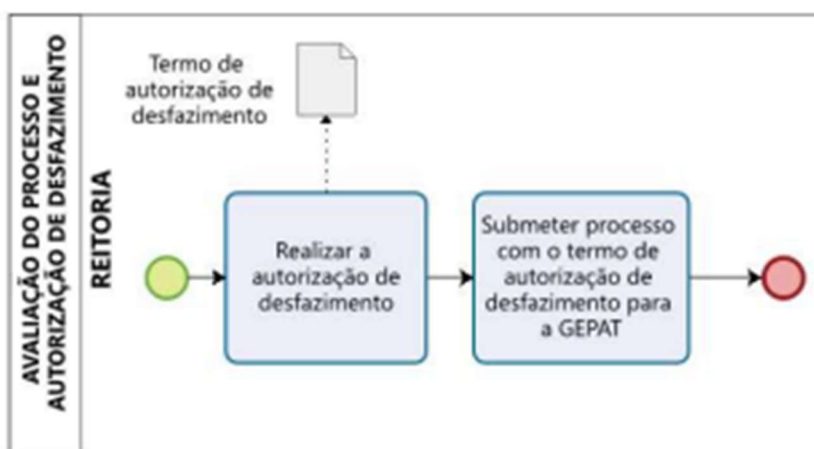 AVALIAÇÃO DO PROCESSO E
AUTORIZAÇÃO DE DESFAZIMENTO
REITORIA
Termo de
autorização de
desfazimento
Realizar a
autorização de
desfazimento
Submeter processo
com o termo de
autorização de
desfazimento para
a GEPAT